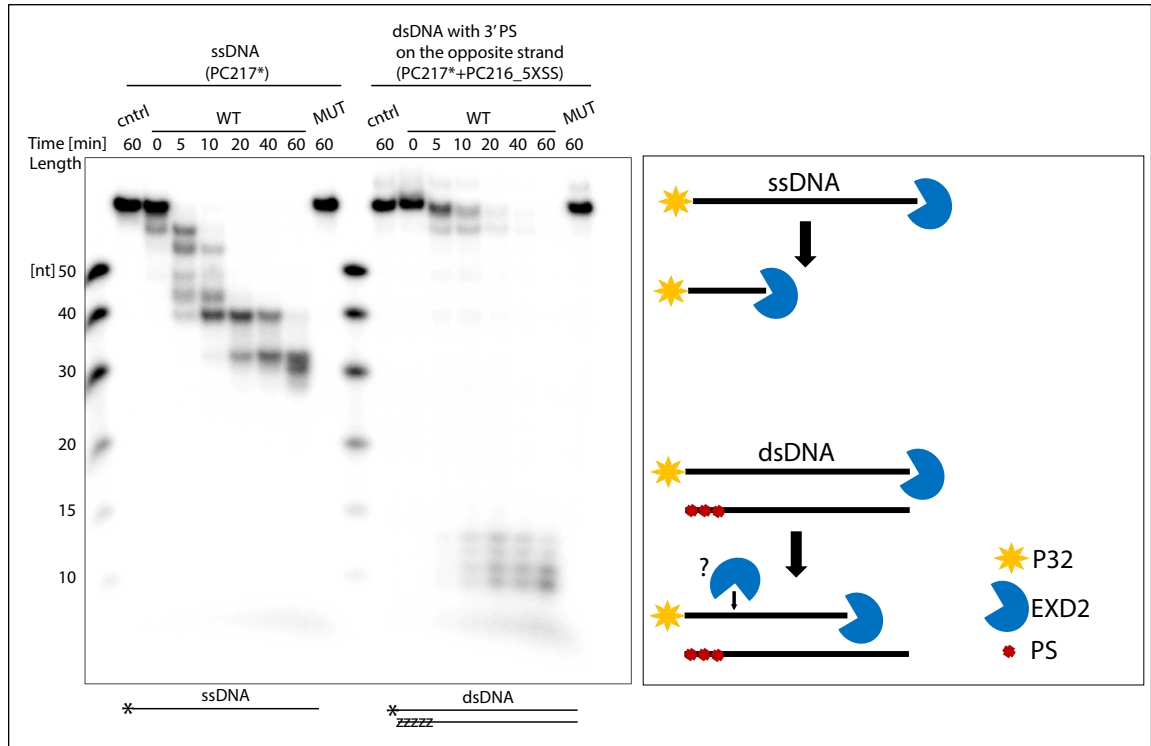 ssDNA
(PC217*)
dsDNA with 3' PS
on the opposite strand
(PC217*+PC216_5XSS)
cntrl WT MUT cntrl WT MUT
Time [min] 60 0 5 10 20 40 60 60 60 0 5 10 20 40 60 60
Length
[nt] 50
40
30
20
15
10
* ssDNA
* dsDNA
zzzzz
ssDNA
dsDNA
?
P32
EXD2
PS